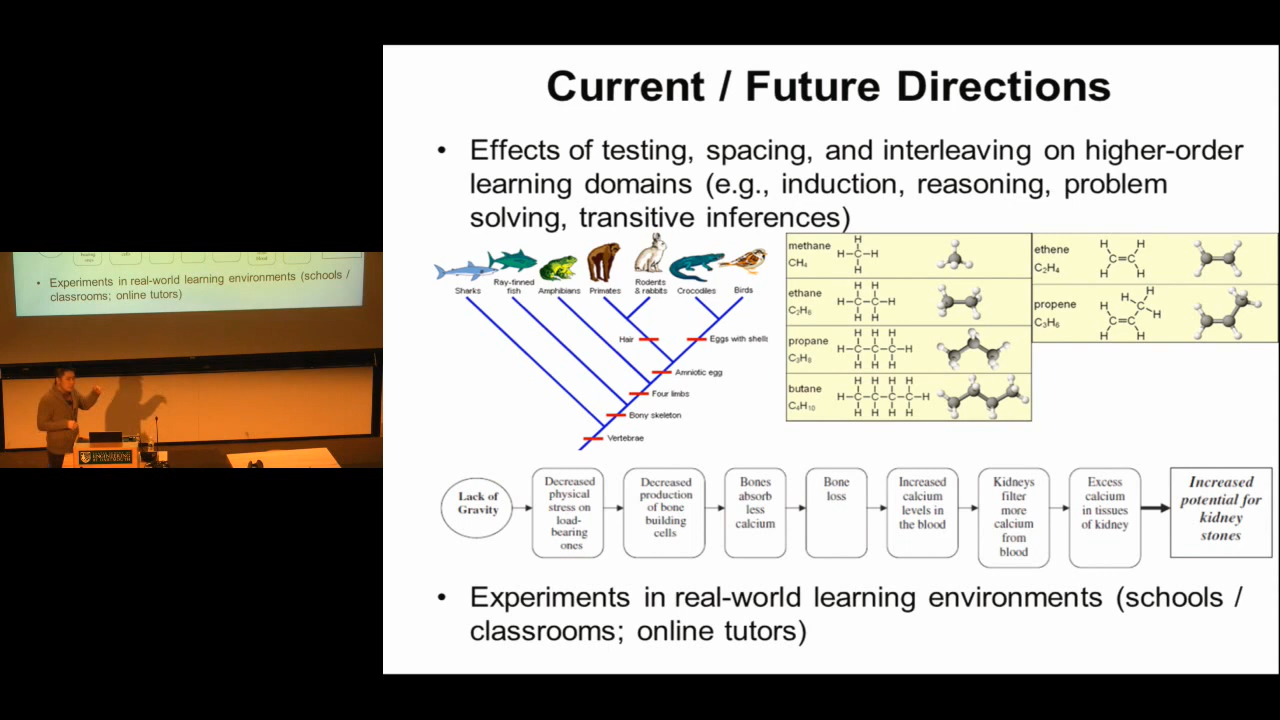 Current / Future Directions
• Effects of testing, spacing, and interleaving on higher-order
learning domains (e.g., induction, reasoning, problem
solving, transitive inferences)
Sharks
Ray-finned
fish
Amphibians
Primates
Rodents
& rabbits
Crocodiles
Birds
Hair
Eggs with shells
Amniotic egg
Four limbs
Bony skeleton
Vertebrae
methane
CH4
H
H-C-H
H
ethane
C2H6
H H
H-C-C-H
H H
propane
C3H8
H H H
H-C-C-C-H
H H H
butane
C4H10
H H H H
H-C-C-C-C-H
H H H H
ethene
C2H4
H H
C=C
H H
propene
C3H6
H
H H-C-H
C=C
H H
Lack of
Gravity
Decreased
physical
stress on
load-
bearing
ones
Decreased
production
of bone
building
cells
Bones
absorb
less
calcium
Bone
loss
Increased
calcium
levels in
the blood
Kidneys
filter
more
calcium
from
blood
Excess
calcium
in tissues
of kidney
Increased
potential for
kidney
stones
• Experiments in real-world learning environments (schools /
classrooms; online tutors)
• Experiments in real-world learning environments (schools /
classrooms; online tutors)
ENGINEERING